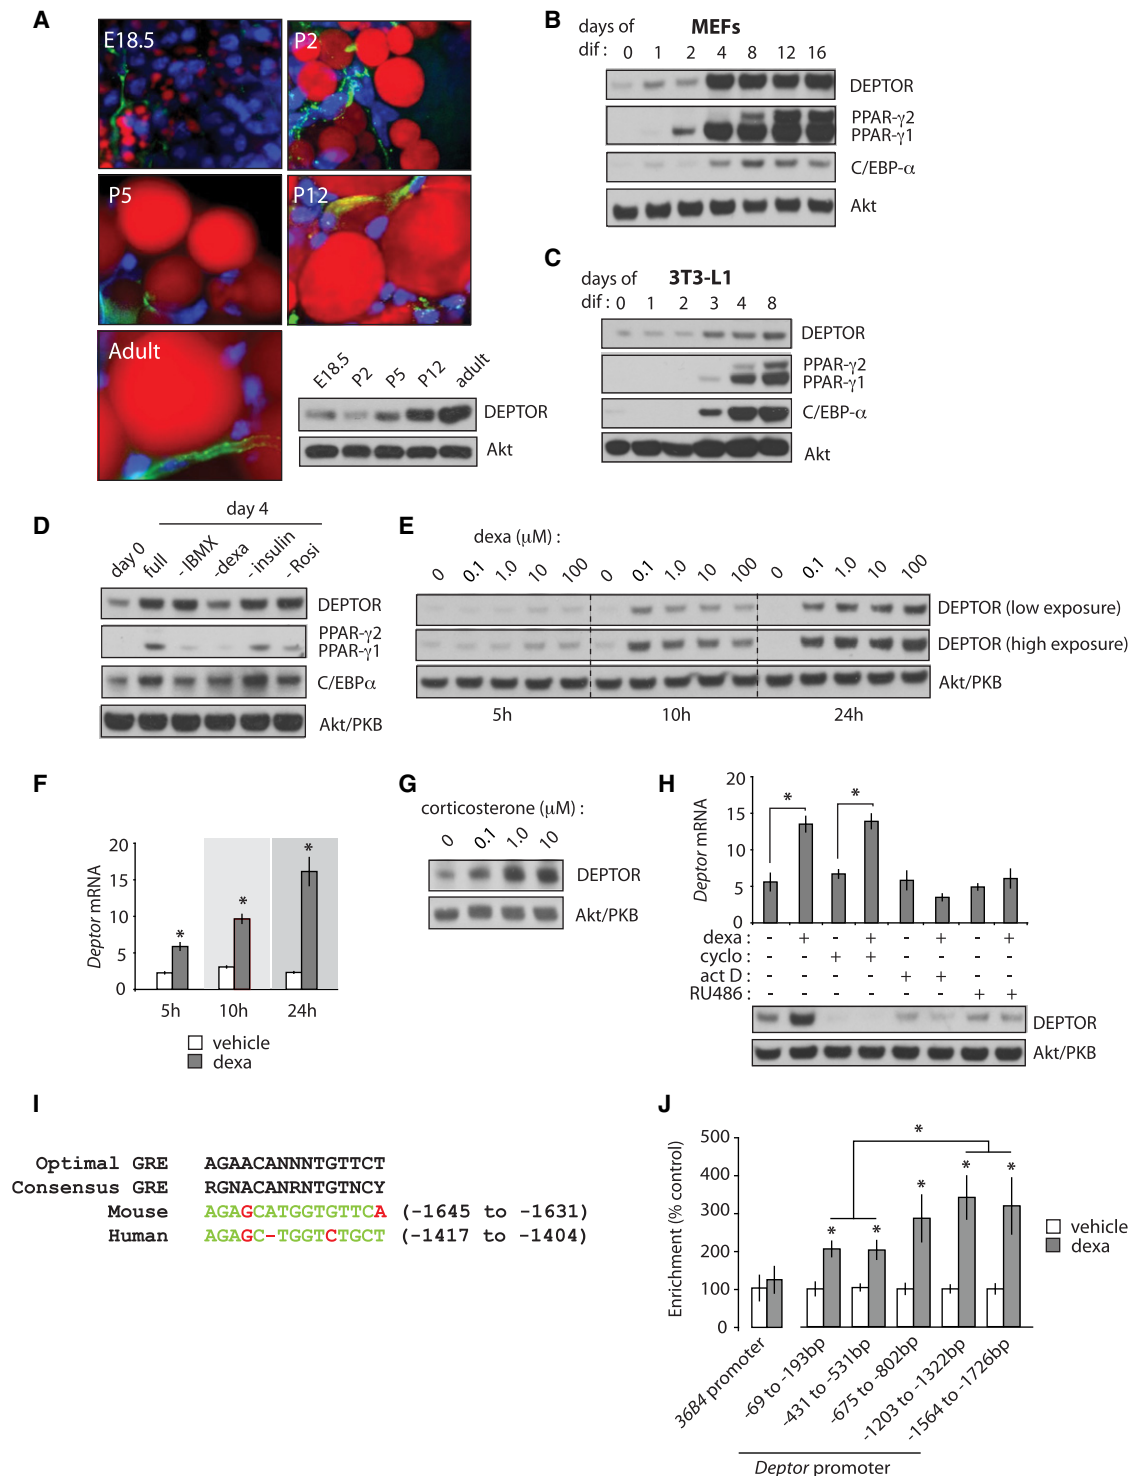 A
E18.5
P2
P5
P12
Adult
E18.5 P2 P5 P12 adult
DEPTOR
Akt
B
days of MEFs
dif : 0 1 2 4 8 12 16
DEPTOR
PPAR-γ2
PPAR-γ1
C/EBP-α
Akt
C
days of 3T3-L1
dif : 0 1 2 3 4 8
DEPTOR
PPAR-γ2
PPAR-γ1
C/EBP-α
Akt
D
day 4
day 0 full -IBMX -dexa -insulin -Rosi
DEPTOR
PPAR-γ2
PPAR-γ1
C/EBPα
Akt/PKB
E
dexa (μM) :
0 0.1 1.0 10 100 0 0.1 1.0 10 100 0 0.1 1.0 10 100
DEPTOR (low exposure)
DEPTOR (high exposure)
Akt/PKB
5h 10h 24h
F
Deptor mRNA
20
15
10
5
0
* * *
5h 10h 24h
vehicle
dexa
G
corticosterone (μM) :
0 0.1 1.0 10
DEPTOR
Akt/PKB
H
Deptor mRNA
20
15
10
5
0
* *
dexa : - + - + - + - +
cyclo : - - + + - - - -
act D : - - - - + + - -
RU486 : - - - - - - + +
DEPTOR
Akt/PKB
I
Optimal GRE AGAACANNNTGTTCT
Consensus GRE RGNACANRNTGTNCY
Mouse AGAGCATGGTGTTCA (-1645 to -1631)
Human AGAGC-TGGTCTGCT (-1417 to -1404)
J
Enrichment (% control)
500
400
300
200
100
0
*
* * * * *
vehicle
dexa
36B4 promoter
-69 to -193bp
-431 to -531bp
-675 to -802bp
-1203 to -1322bp
-1564 to -1726bp
Deptor promoter